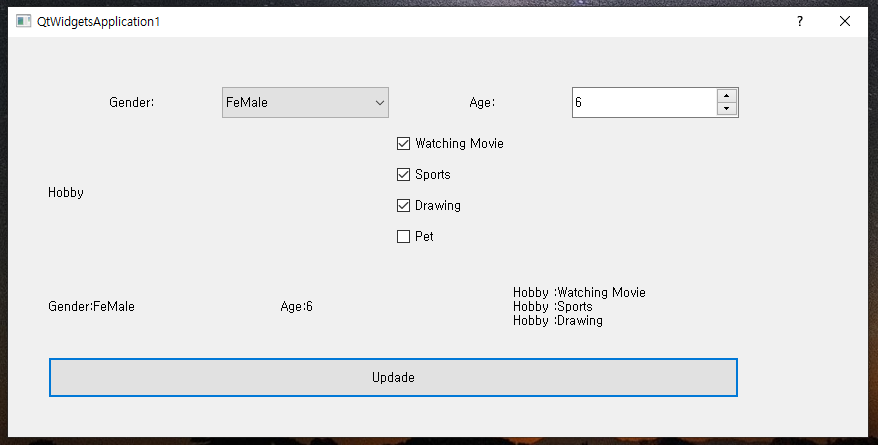 QtWidgetsApplication1
Gender: FeMale Age: 6
Watching Movie
Sports
Hobby
Drawing
Pet
Gender:FeMale Age:6
Hobby :Watching Movie
Hobby :Sports
Hobby :Drawing
Updade